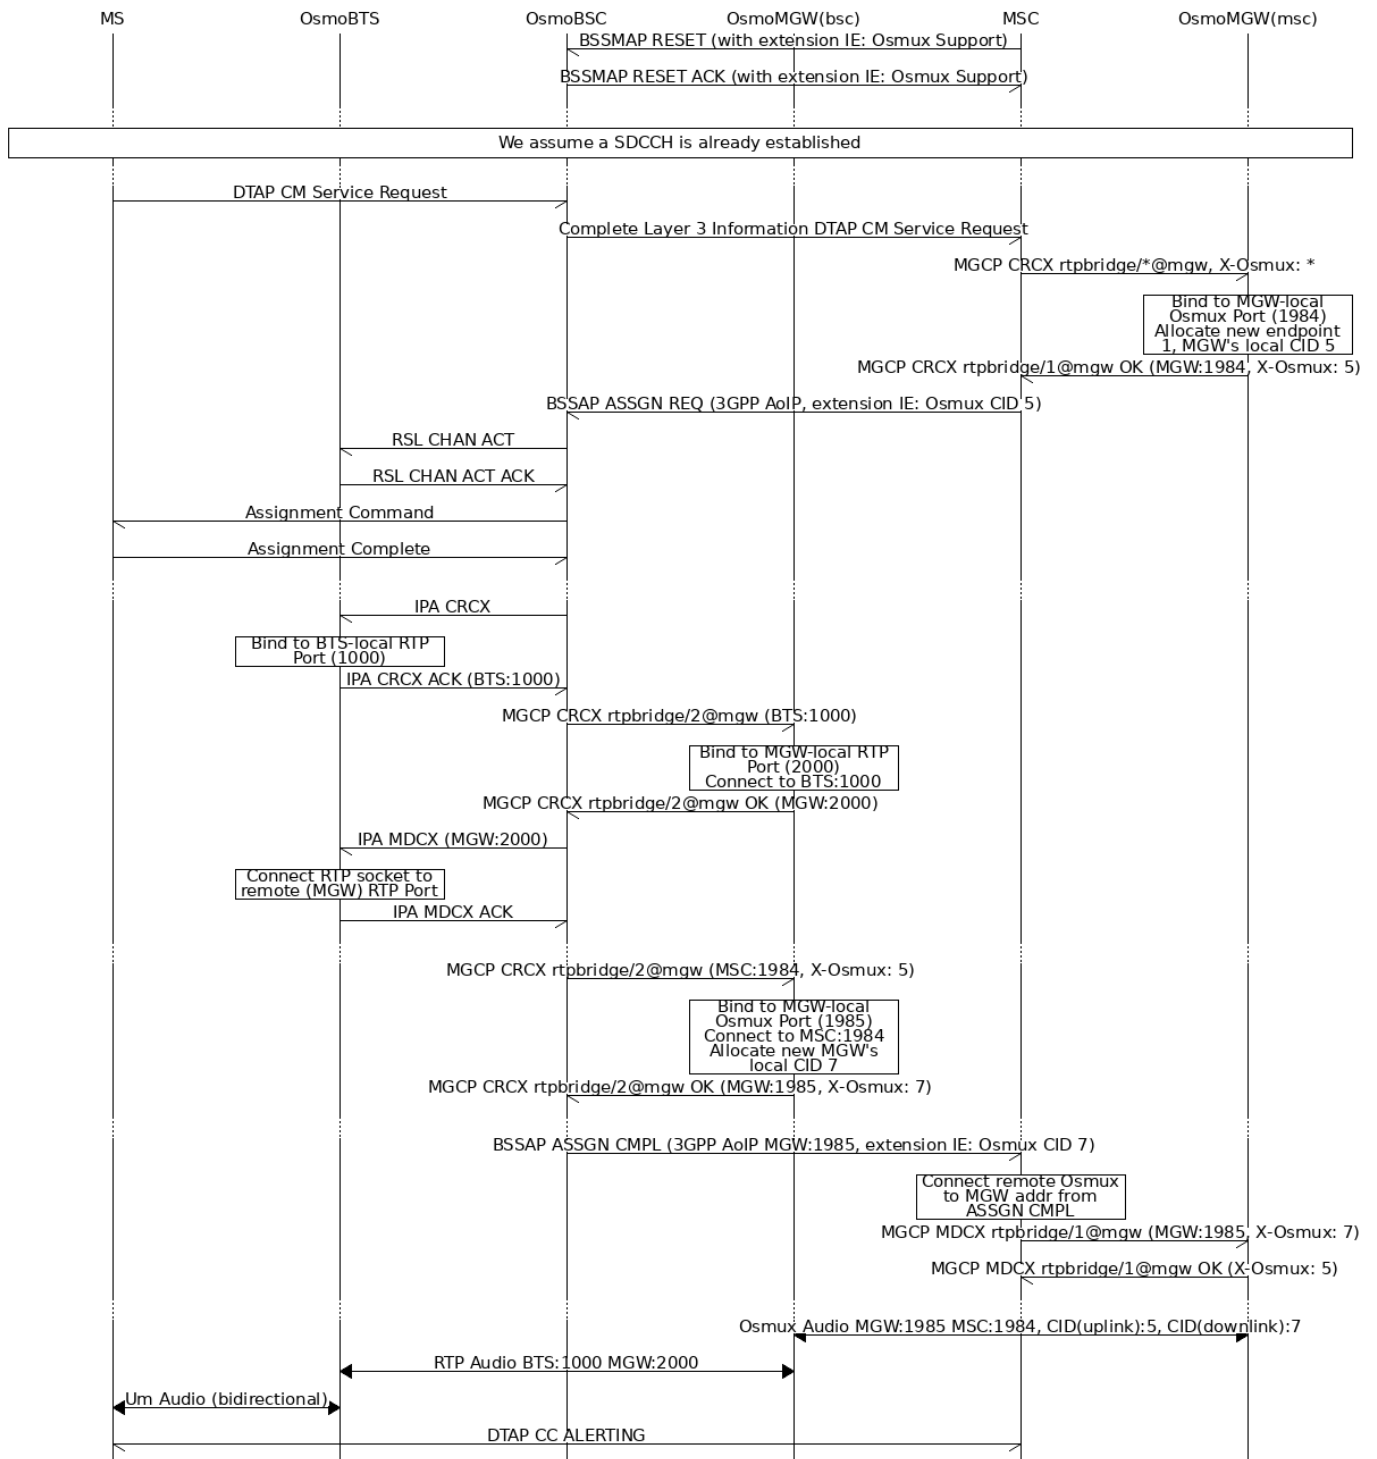 MS OsmoBTS OsmoBSC OsmoMGW(bsc) MSC OsmoMGW(msc)
BSSMAP RESET (with extension IE: Osmux Support)
BSSMAP RESET ACK (with extension IE: Osmux Support)
We assume a SDCCH is already established
DTAP CM Service Request
Complete Layer 3 Information DTAP CM Service Request
MGCP CRCX rtpbridge/*@mgw, X-Osmux: *
Bind to MGW-local
Osmux Port (1984)
Allocate new endpoint
1, MGW's local CID 5
MGCP CRCX rtpbridge/1@mgw OK (MGW:1984, X-Osmux: 5)
BSSAP ASSGN REQ (3GPP AoIP, extension IE: Osmux CID 5)
RSL CHAN ACT
RSL CHAN ACT ACK
Assignment Command
Assignment Complete
IPA CRCX
Bind to BTS-local RTP
Port (1000)
IPA CRCX ACK (BTS:1000)
MGCP CRCX rtpbridge/2@mgw (BTS:1000)
Bind to MGW-local RTP
Port (2000)
Connect to BTS:1000
MGCP CRCX rtpbridge/2@mgw OK (MGW:2000)
IPA MDCX (MGW:2000)
Connect RTP socket to
remote (MGW) RTP Port
IPA MDCX ACK
MGCP CRCX rtpbridge/2@mgw (MSC:1984, X-Osmux: 5)
Bind to MGW-local
Osmux Port (1985)
Connect to MSC:1984
Allocate new MGW's
local CID 7
MGCP CRCX rtpbridge/2@mgw OK (MGW:1985, X-Osmux: 7)
BSSAP ASSGN CMPL (3GPP AoIP MGW:1985, extension IE: Osmux CID 7)
Connect remote Osmux
to MGW addr from
ASSGN CMPL
MGCP MDCX rtpbridge/1@mgw (MGW:1985, X-Osmux: 7)
MGCP MDCX rtpbridge/1@mgw OK (X-Osmux: 5)
Osmux Audio MGW:1985 MSC:1984, CID(uplink):5, CID(downlink):7
RTP Audio BTS:1000 MGW:2000
Um Audio (bidirectional)
DTAP CC ALERTING